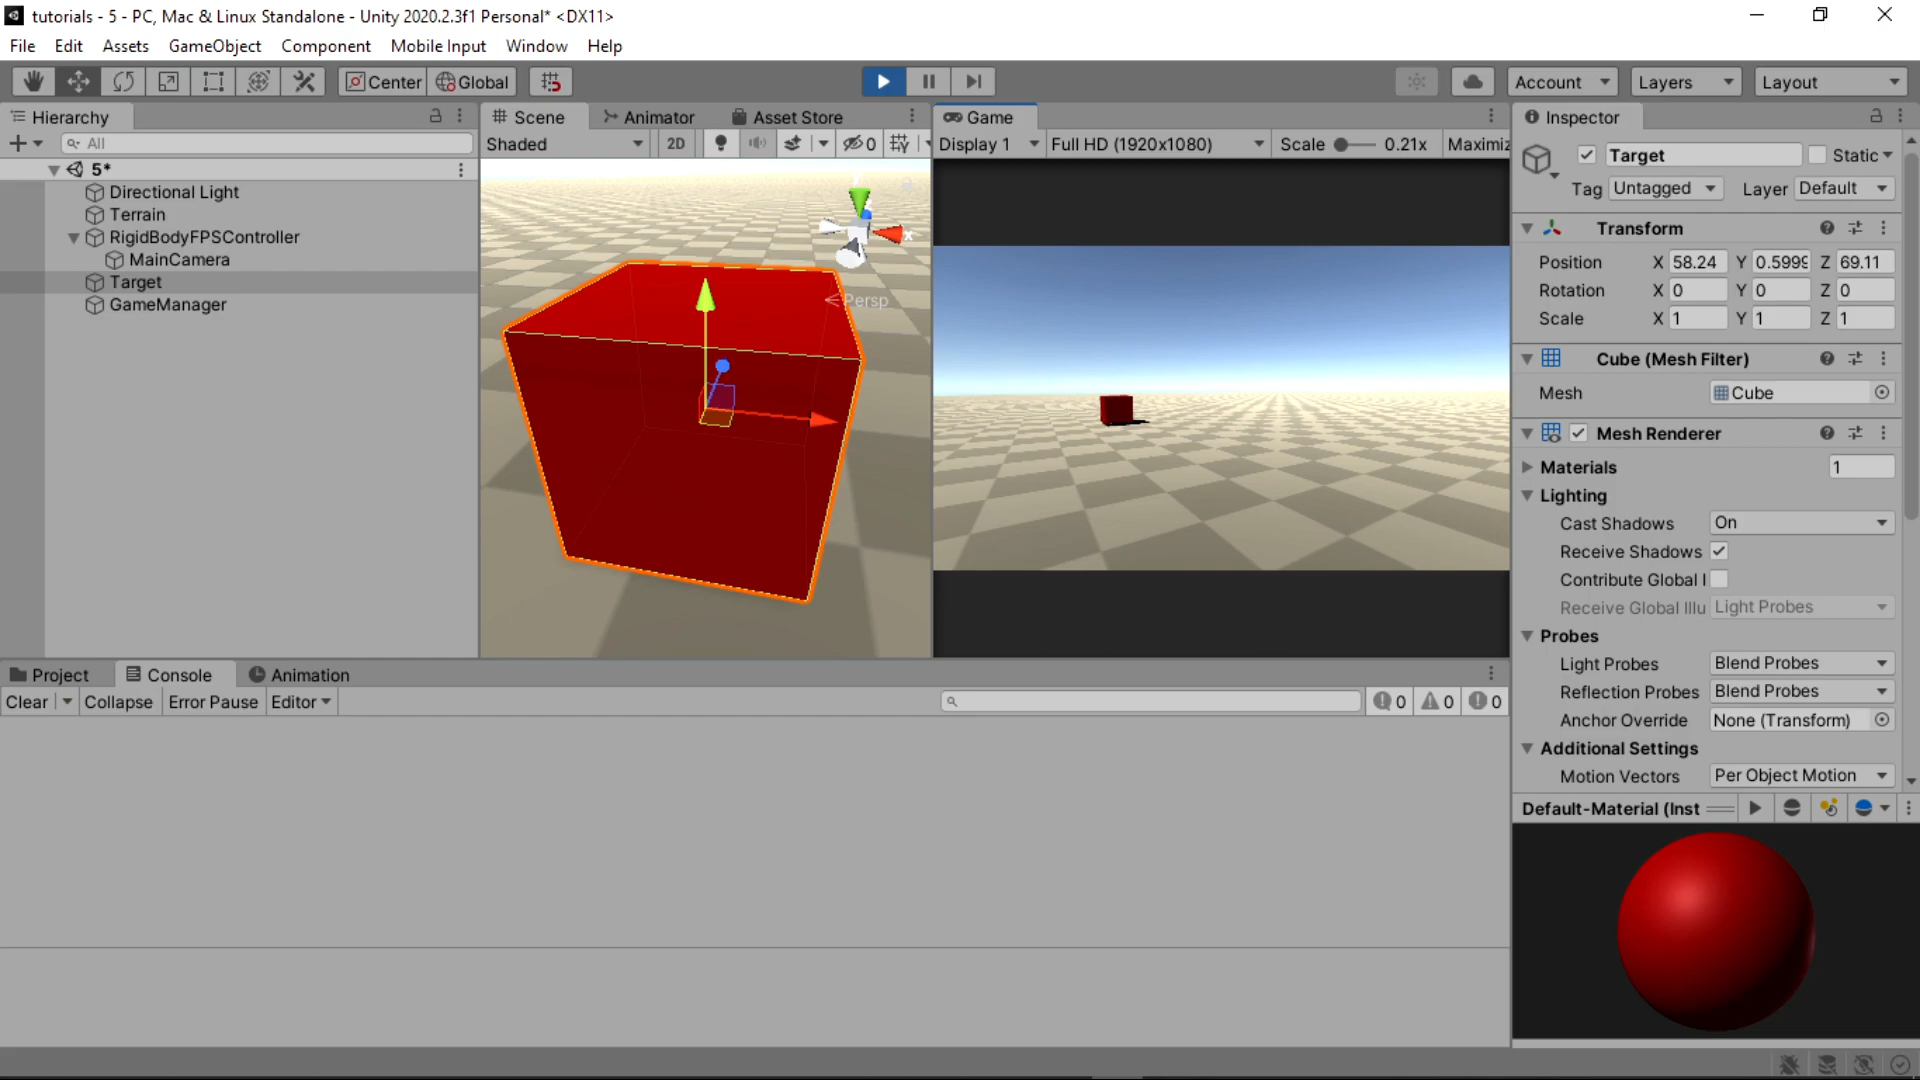 tutorials - 5 - PC, Mac & Linux Standalone - Unity 2020.2.3f1 Personal* <DX11>
File Edit Assets GameObject Component Mobile Input Window Help
Center Global Account Layers Layout
Hierarchy
All
5*
Directional Light
Terrain
RigidBodyFPSController
MainCamera
Target
GameManager
Scene Animator Asset Store
Shaded 2D 0
x
Persp
Game
Display 1 Full HD (1920x1080) Scale 0.21x Maximiz
Inspector
Target Static
Tag Untagged Layer Default
Transform
Position X 58.24 Y 0.5999 Z 69.11
Rotation X 0 Y 0 Z 0
Scale X 1 Y 1 Z 1
Cube (Mesh Filter)
Mesh Cube
Mesh Renderer
Materials 1
Lighting
Cast Shadows On
Receive Shadows
Contribute Global I
Receive Global Illu Light Probes
Probes
Light Probes Blend Probes
Reflection Probes Blend Probes
Anchor Override None (Transform)
Additional Settings
Motion Vectors Per Object Motion
Default-Material (Inst
Project Console Animation
Clear Collapse Error Pause Editor 0 0 0